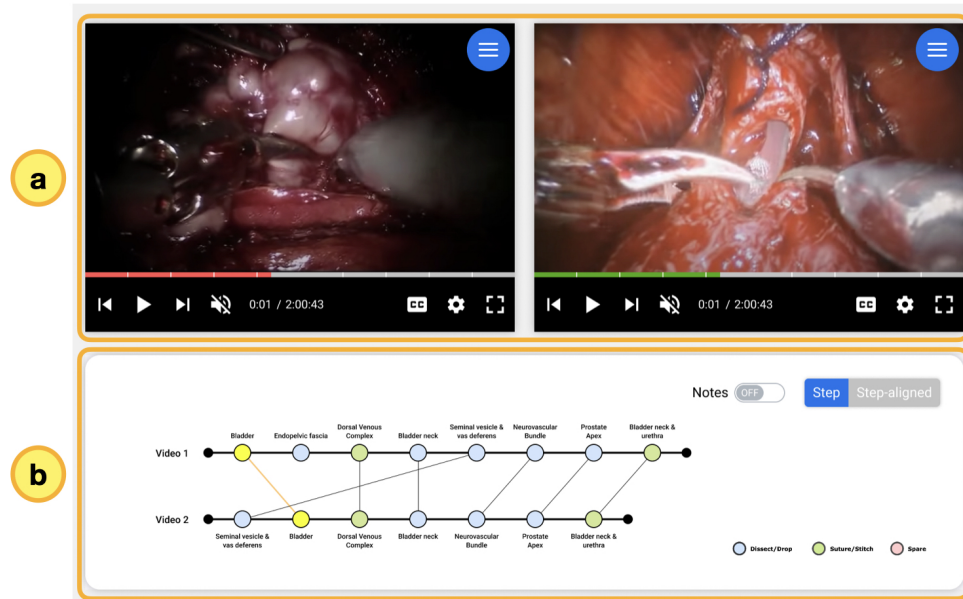 a
0:01 / 2:00:43
CC
0:01 / 2:00:43
CC
b
Notes OFF Step Step-aligned
Bladder
Endopelvic fascia
Dorsal Venous
Complex
Bladder neck
Seminal vesicle &
vas deferens
Neurovascular
Bundle
Prostate
Apex
Bladder neck &
urethra
Video 1
Video 2
Seminal vesicle &
vas deferens
Bladder
Dorsal Venous
Complex
Bladder neck
Neurovascular
Bundle
Prostate
Apex
Bladder neck &
urethra
Dissect/Drop Suture/Stitch Spare